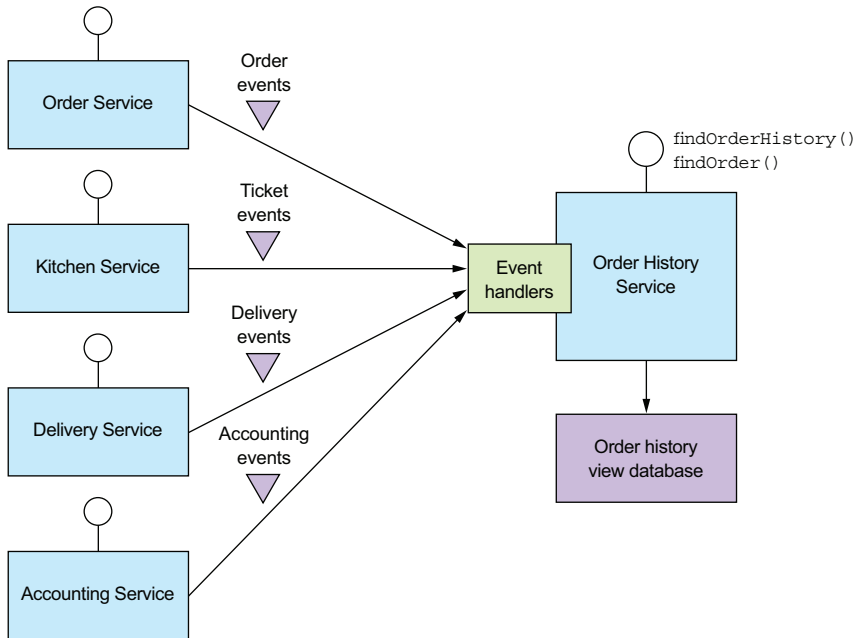 Order Service
Order
events
findOrderHistory()
findOrder()
Kitchen Service
Ticket
events
Event
handlers
Order History
Service
Delivery Service
Delivery
events
Order history
view database
Accounting Service
Accounting
events